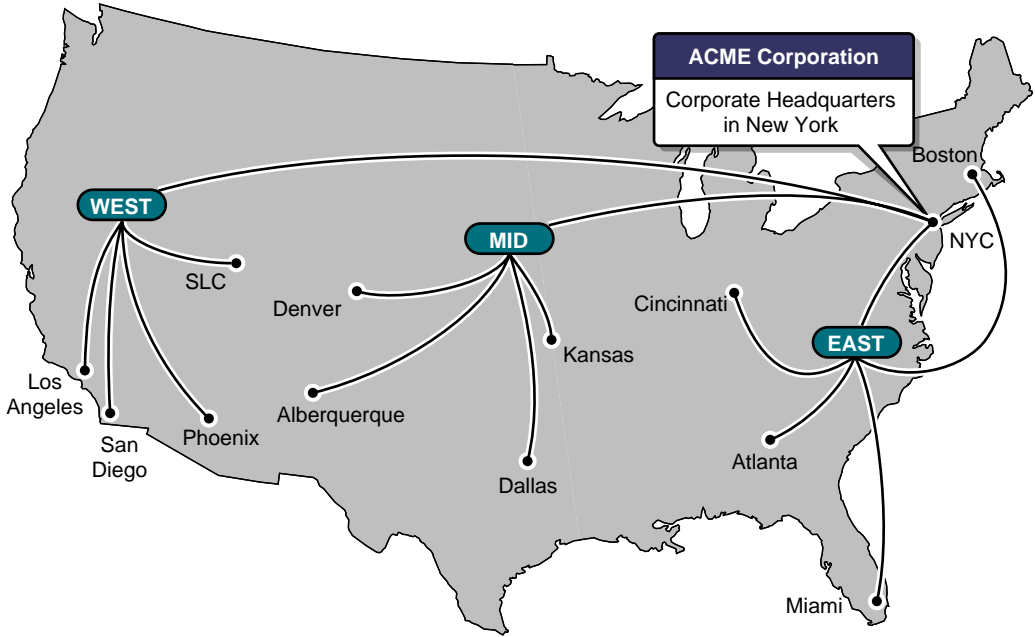 ACME Corporation
Corporate Headquarters
in New York
Boston
WEST
MID
NYC
SLC
Denver
Cincinnati
EAST
Kansas
Los
Angeles
San
Diego
Phoenix
Alberquerque
Dallas
Atlanta
Miami